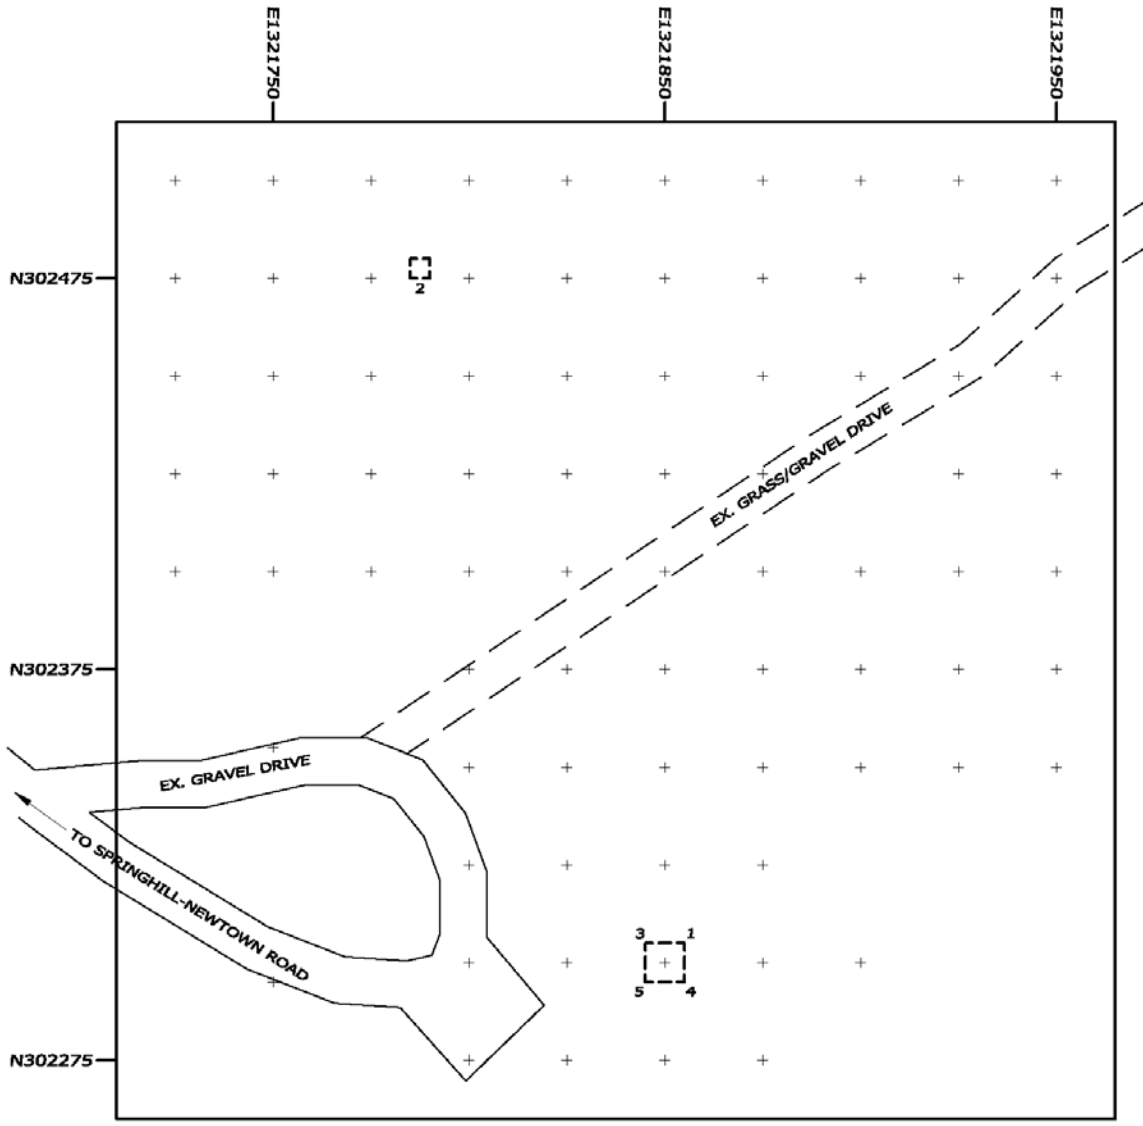 E1321750
E1321850
E1321950
N302475
2
EX. GRASS/GRAVEL DRIVE
N302375
EX. GRAVEL DRIVE
TO SPRINGHILL-NEWTOWN ROAD
3 1
5 4
N302275